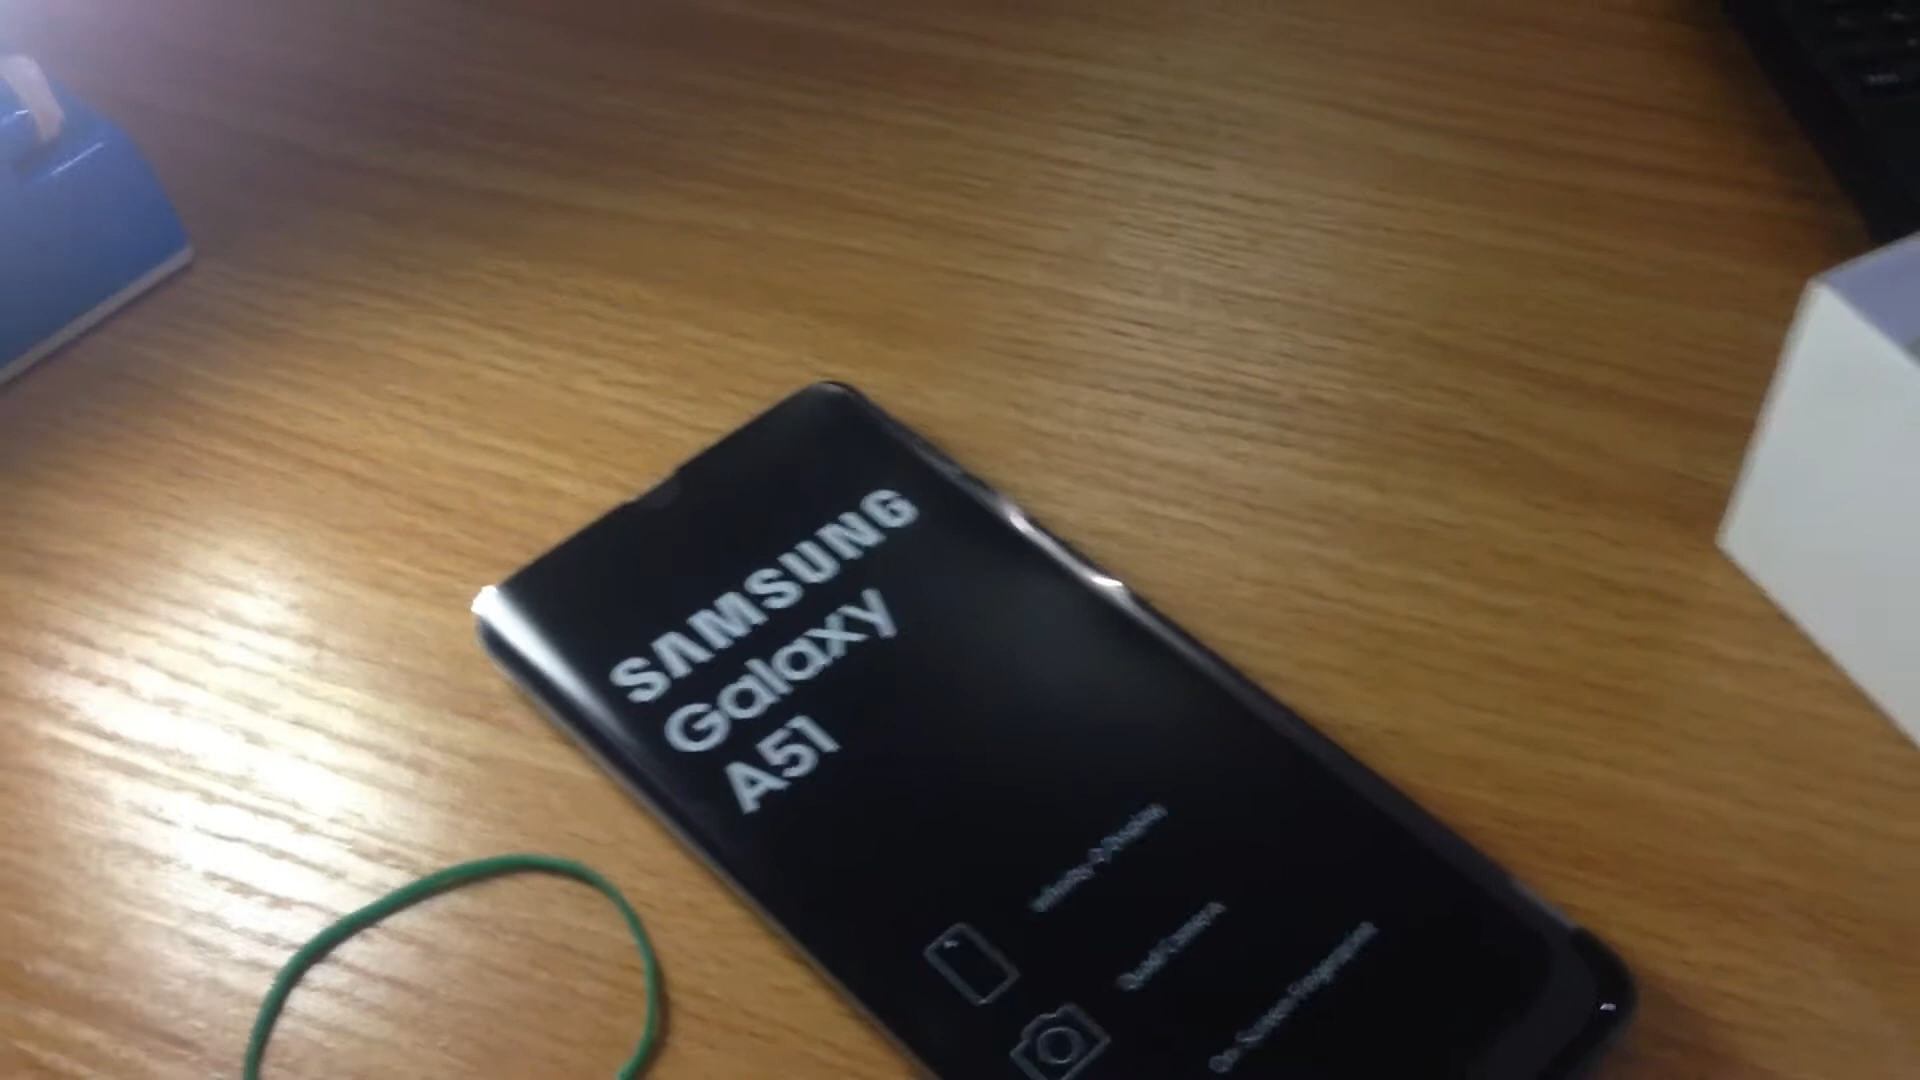 SAMSUNG
Galaxy
A51
Infinity-O Display
Quad Camera
On-Screen Fingerprint